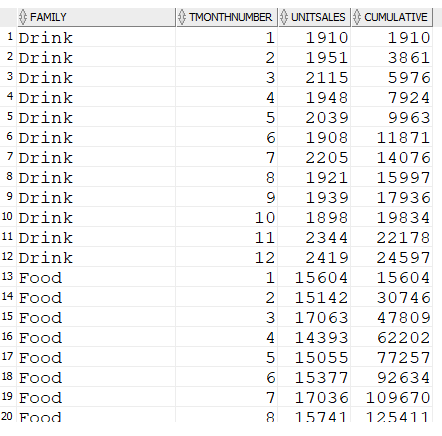 FAMILY TMONTHNUMBER UNITSALES CUMULATIVE
1 Drink 1 1910 1910
2 Drink 2 1951 3861
3 Drink 3 2115 5976
4 Drink 4 1948 7924
5 Drink 5 2039 9963
6 Drink 6 1908 11871
7 Drink 7 2205 14076
8 Drink 8 1921 15997
9 Drink 9 1939 17936
10 Drink 10 1898 19834
11 Drink 11 2344 22178
12 Drink 12 2419 24597
13 Food 1 15604 15604
14 Food 2 15142 30746
15 Food 3 17063 47809
16 Food 4 14393 62202
17 Food 5 15055 77257
18 Food 6 15377 92634
19 Food 7 17036 109670
20 Food 8 15741 125411